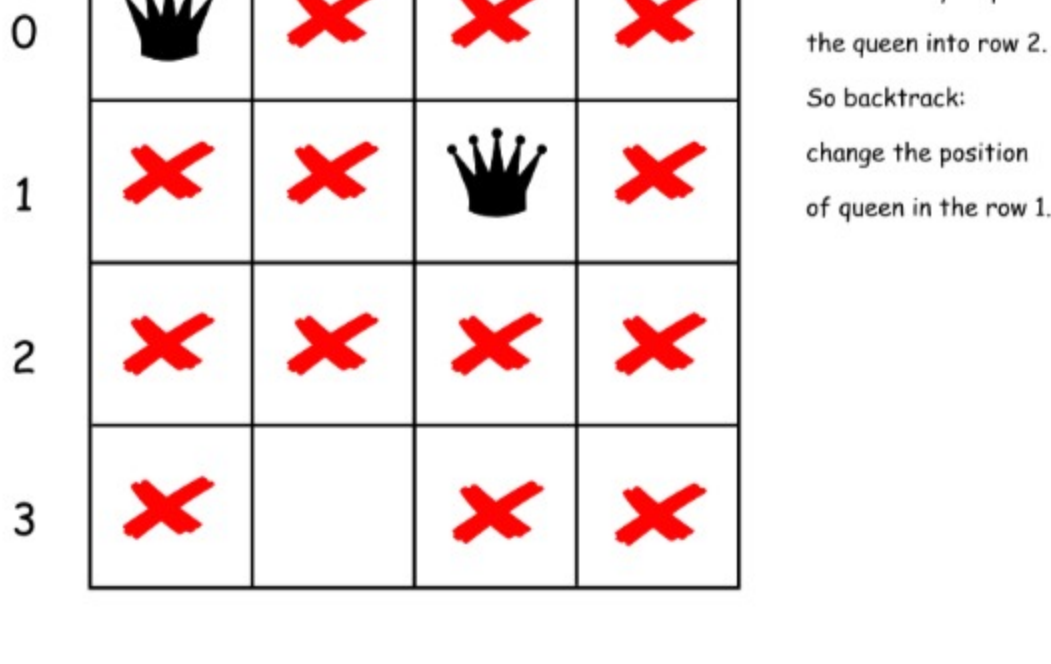 0
the queen into row 2.
So backtrack:
1
change the position
of queen in the row 1.
2
3